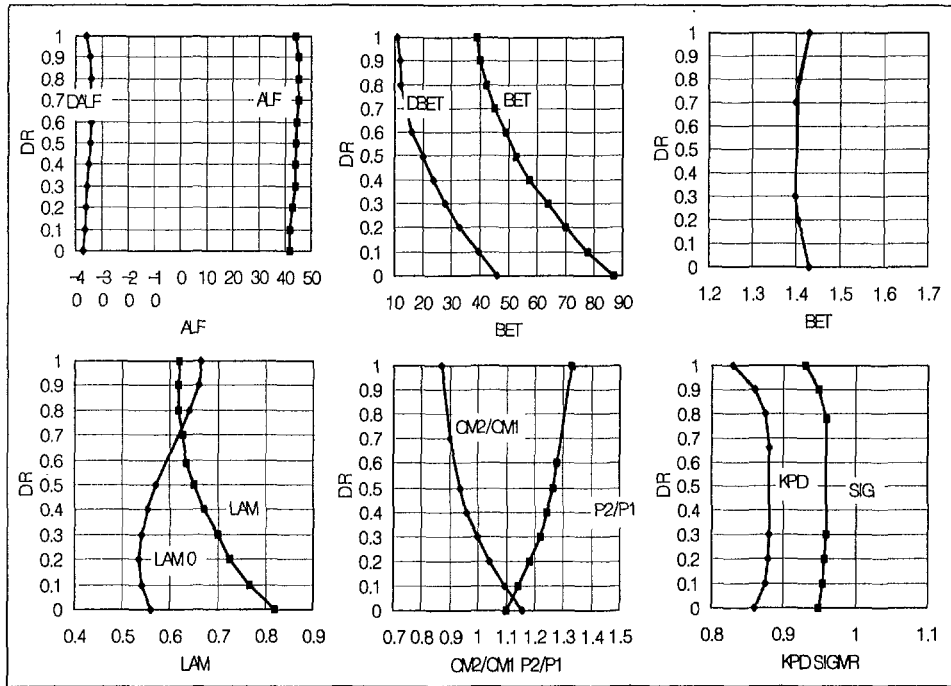 1
0.9
0.8
0.7
0.6
0.5
0.4
0.3
0.2
0.1
0
DR
DALF
ALF
-4 -3 -2 -1 0 10 20 30 40 50
0 0 0 0
ALF
1
0.9
0.8
0.7
0.6
0.5
0.4
0.3
0.2
0.1
0
DR
DBET
BET
10 20 30 40 50 60 70 80 90
BET
1
0.9
0.8
0.7
0.6
0.5
0.4
0.3
0.2
0.1
0
DR
1.2 1.3 1.4 1.5 1.6 1.7
BET
1
0.9
0.8
0.7
0.6
0.5
0.4
0.3
0.2
0.1
0
DR
LAM
LAM 0
0.4 0.5 0.6 0.7 0.8 0.9
LAM
1
0.9
0.8
0.7
0.6
0.5
0.4
0.3
0.2
0.1
0
DR
CM2/CM1
P2/P1
0.7 0.8 0.9 1 1.1 1.2 1.3 1.4 1.5
CM2/CM1 P2/P1
1
0.9
0.8
0.7
0.6
0.5
0.4
0.3
0.2
0.1
0
DR
KPD
SIG
0.8 0.9 1 1.1
KPD SIGMR